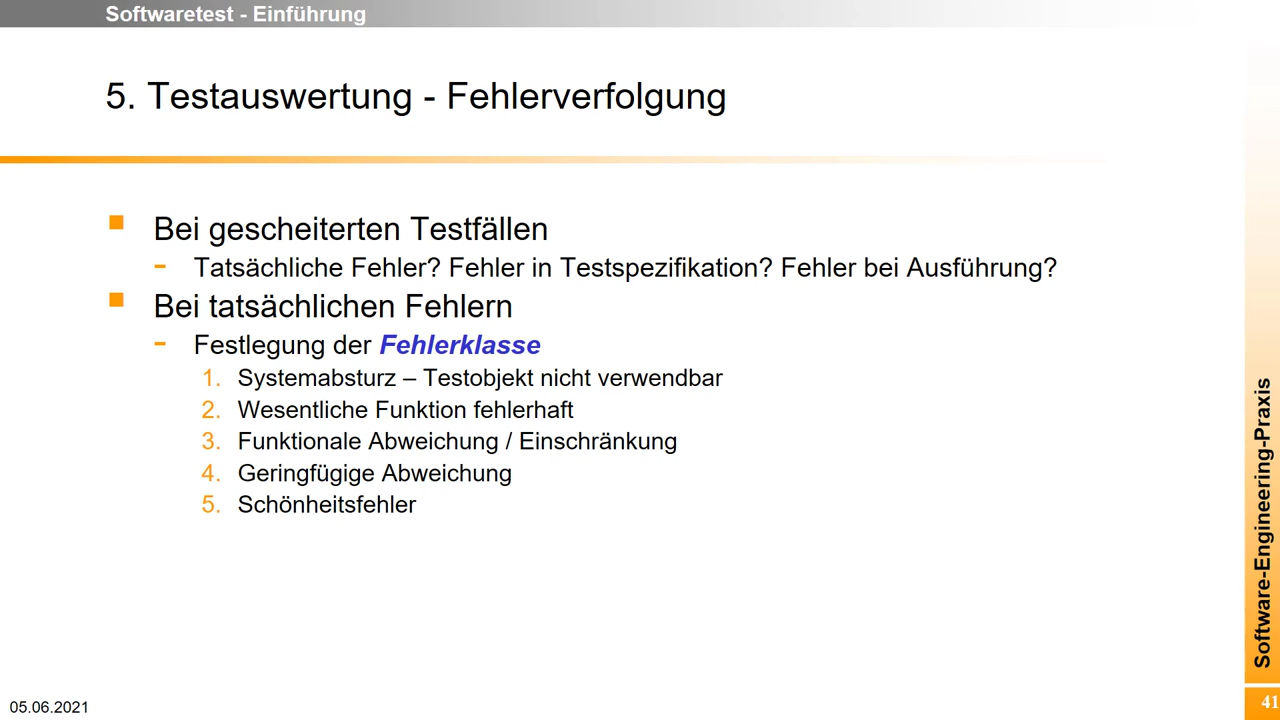 Softwaretest - Einführung
5. Testauswertung - Fehlerverfolgung
Bei gescheiterten Testfällen
- Tatsächliche Fehler? Fehler in Testspezifikation? Fehler bei Ausführung?
Bei tatsächlichen Fehlern
- Festlegung der Fehlerklasse
1. Systemabsturz – Testobjekt nicht verwendbar
2. Wesentliche Funktion fehlerhaft
3. Funktionale Abweichung / Einschränkung
4. Geringfügige Abweichung
5. Schönheitsfehler
Software-Engineering-Praxis
05.06.2021
41